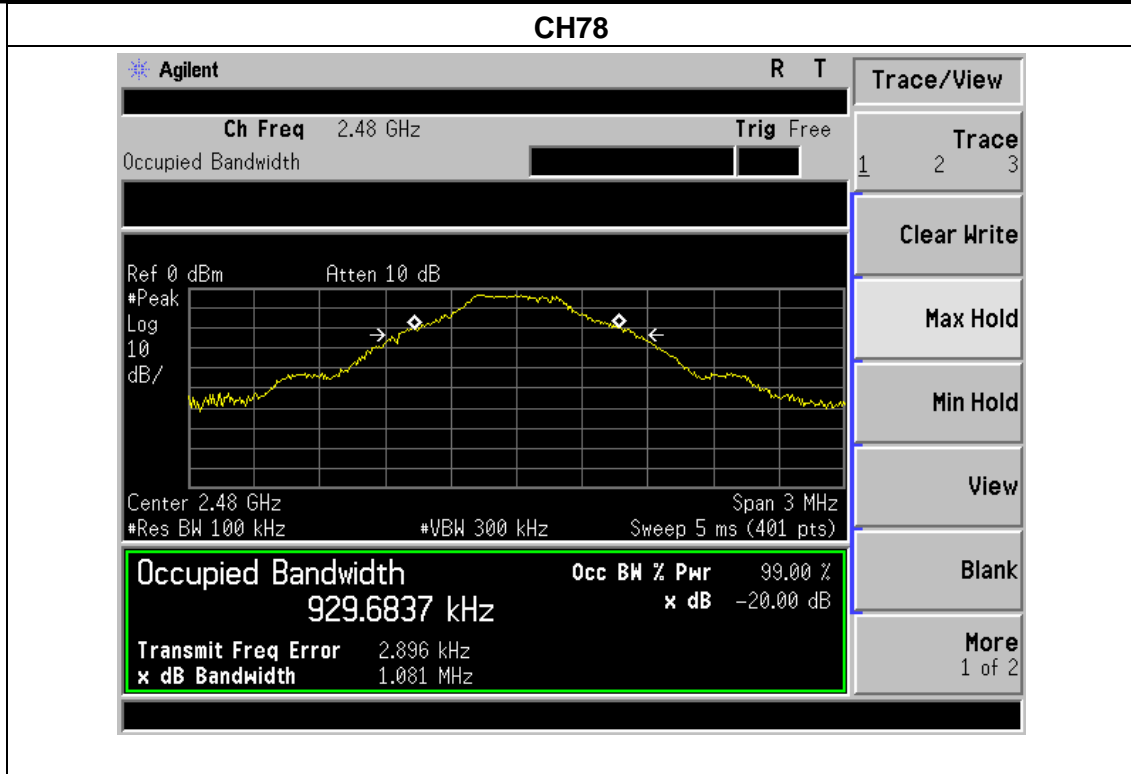 CH78
Agilent R T
Trace/View
Ch Freq 2.48 GHz Trig Free
Occupied Bandwidth
Trace
1 2 3
Clear Write
Ref 0 dBm Atten 10 dB
#Peak
Log
10
dB/
Max Hold
Min Hold
View
Center 2.48 GHz Span 3 MHz
#Res BW 100 kHz #VBW 300 kHz Sweep 5 ms (401 pts)
Occupied Bandwidth Occ BW % Pwr 99.00 %
929.6837 kHz x dB -20.00 dB
Blank
Transmit Freq Error 2.896 kHz
x dB Bandwidth 1.081 MHz
More
1 of 2